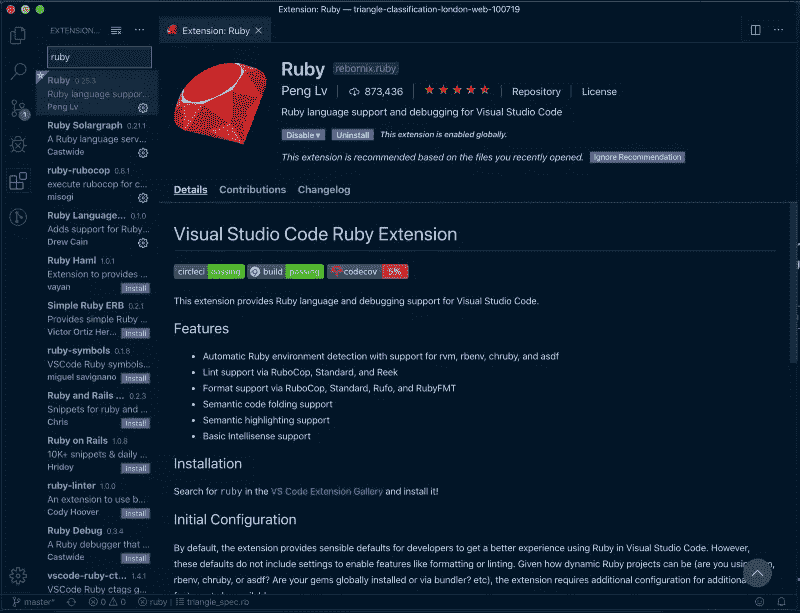 Extension: Ruby — triangle-classification-london-web-100719
EXTENSION...
Extension: Ruby
ruby
Ruby 0.25.3
Ruby language suppor...
Peng Lv
Ruby Solargraph 0.21.1
A Ruby language serv...
Castwide
ruby-rubocop 0.8.1
execute rubocop for c...
misogi
Ruby Language... 0.1.0
Adds support for Ruby...
Drew Cain
Ruby Haml 1.0.1
Extension to provides ...
vayan
Install
Simple Ruby ERB 0.2.1
Provides simple Ruby ...
Victor Ortiz Her...
Install
ruby-symbols 0.1.8
VSCode Ruby symbols...
miguel savignano
Install
Ruby and Rails ... 0.2.3
Snippets for ruby and ...
Chris
Install
Ruby on Rails 1.0.8
10K+ snippets & daily ...
Hridoy
Install
ruby-linter 1.0.0
An extension to use b...
Cody Hoover
Install
Ruby Debug 0.3.4
A Ruby debugger that ...
Castwide
Install
vscode-ruby-ct... 1.4.1
VSCode Ruby ctags g...
Ruby rebornix.ruby
Peng Lv 873,436 Repository License
Ruby language support and debugging for Visual Studio Code
Disable Uninstall This extension is enabled globally.
This extension is recommended based on the files you recently opened. Ignore Recommendation
Details Contributions Changelog
Visual Studio Code Ruby Extension
circleci passing build passing codecov 5%
This extension provides Ruby language and debugging support for Visual Studio Code.
Features
Automatic Ruby environment detection with support for rvm, rbenv, chruby, and asdf
Lint support via RuboCop, Standard, and Reek
Format support via RuboCop, Standard, Rufo, and RubyFMT
Semantic code folding support
Semantic highlighting support
Basic Intellisense support
Installation
Search for ruby in the VS Code Extension Gallery and install it!
Initial Configuration
By default, the extension provides sensible defaults for developers to get a better experience using Ruby in Visual Studio Code. However,
these defaults do not include settings to enable features like formatting or linting. Given how dynamic Ruby projects can be (are you using
rbenv, chruby, or asdf? Are your gems globally installed or via bundler? etc), the extension requires additional configuration for additional
master* 0 0 ruby triangle_spec.rb
1